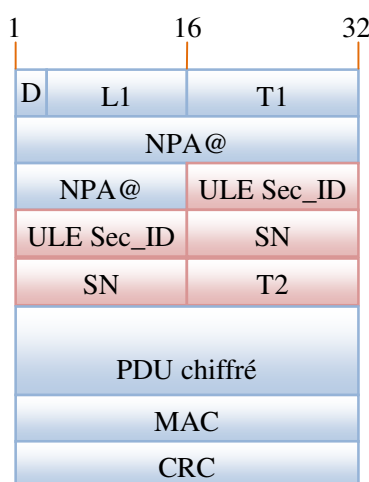 1 16 32
D L1 T1
NPA@
NPA@ ULE Sec_ID
ULE Sec_ID SN
SN T2
PDU chiffré
MAC
CRC